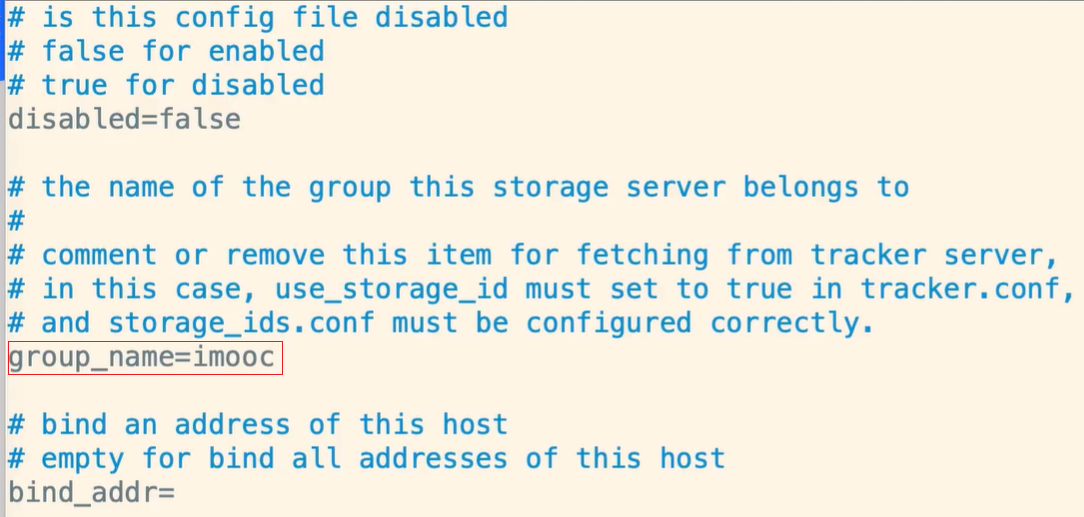 # is this config file disabled
# false for enabled
# true for disabled
disabled=false
# the name of the group this storage server belongs to
#
# comment or remove this item for fetching from tracker server,
# in this case, use_storage_id must set to true in tracker.conf,
# and storage_ids.conf must be configured correctly.
group_name=imooc
# bind an address of this host
# empty for bind all addresses of this host
bind_addr=